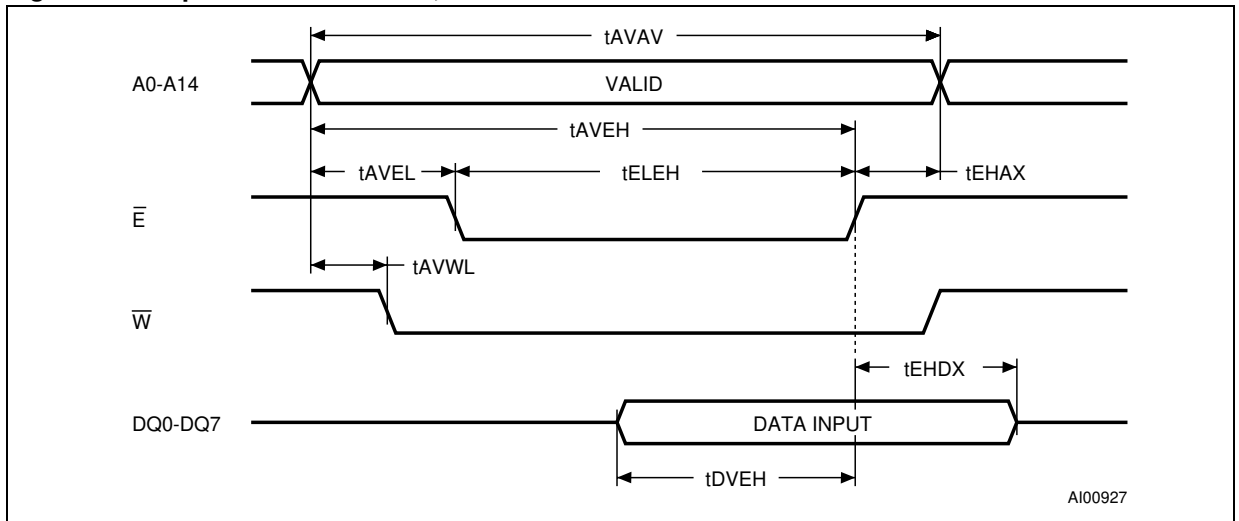 tAVAV
A0-A14
VALID
tAVEH
tAVEL
tELEH
tEHAX
E̅
tAVWL
W̅
tEHDX
DQ0-DQ7
DATA INPUT
tDVEH
AI00927